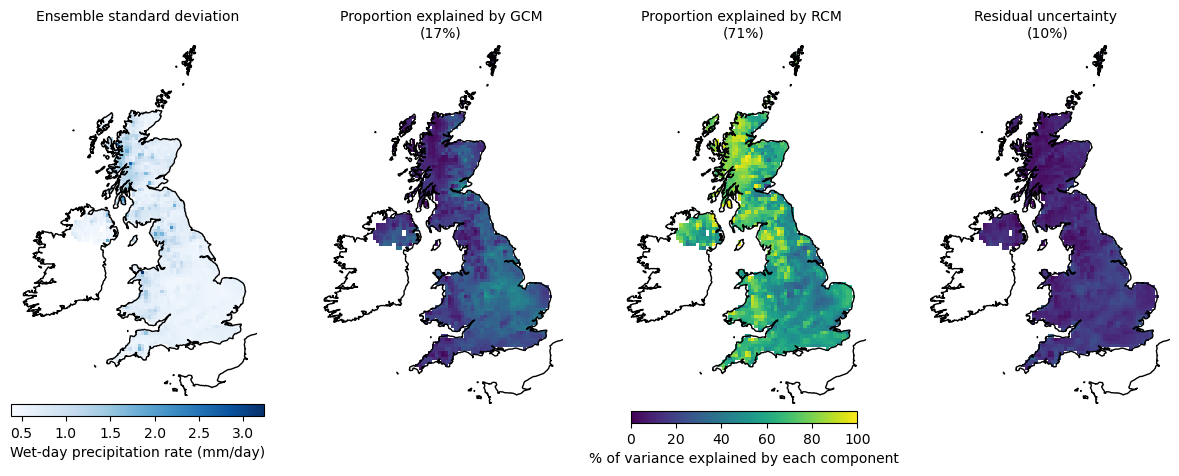 Ensemble standard deviation
Proportion explained by GCM
(17%)
Proportion explained by RCM
(71%)
Residual uncertainty
(10%)
0.5 1.0 1.5 2.0 2.5 3.0
Wet-day precipitation rate (mm/day)
0 20 40 60 80 100
% of variance explained by each component